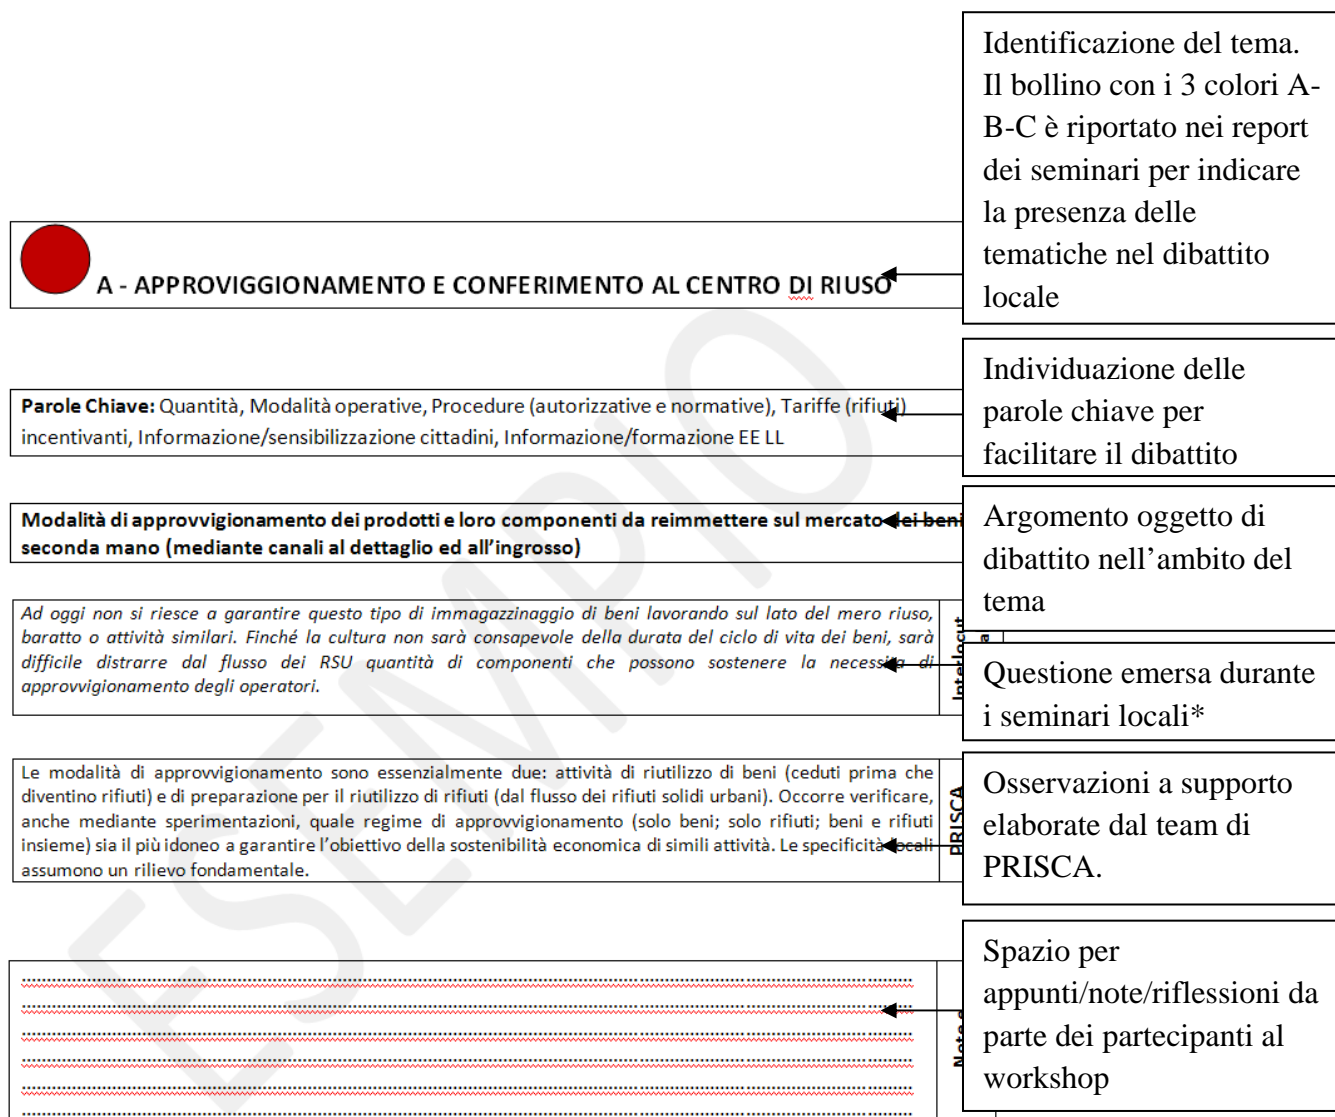 Identificazione del tema.
Il bollino con i 3 colori A-
B-C è riportato nei report
dei seminari per indicare
la presenza delle
tematiche nel dibattito
locale
A - APPROVIGGIONAMENTO E CONFERIMENTO AL CENTRO DI RIUSO
Individuazione delle
parole chiave per
facilitare il dibattito
Parole Chiave: Quantità, Modalità operative, Procedure (autorizzative e normative), Tariffe (rifiuti)
incentivanti, Informazione/sensibilizzazione cittadini, Informazione/formazione EE LL
Argomento oggetto di
dibattito nell’ambito del
tema
Modalità di approvvigionamento dei prodotti e loro componenti da reimmettere sul mercato dei beni
seconda mano (mediante canali al dettaglio ed all'ingrosso)
Ad oggi non si riesce a garantire questo tipo di immagazzinaggio di beni lavorando sul lato del mero riuso,
baratto o attività similari. Finché la cultura non sarà consapevole della durata del ciclo di vita dei beni, sarà
difficile distrarre dal flusso dei RSU quantità di componenti che possono sostenere la necessità di
approvvigionamento degli operatori.
Interlocut
Questione emersa durante
i seminari locali*
Le modalità di approvvigionamento sono essenzialmente due: attività di riutilizzo di beni (ceduti prima che
diventino rifiuti) e di preparazione per il riutilizzo di rifiuti (dal flusso dei rifiuti solidi urbani). Occorre verificare,
anche mediante sperimentazioni, quale regime di approvvigionamento (solo beni; solo rifiuti; beni e rifiuti
insieme) sia il più idoneo a garantire l'obiettivo della sostenibilità economica di simili attività. Le specificità locali
assumono un rilievo fondamentale.
PRISCA
Osservazioni a supporto
elaborate dal team di
PRISCA.
Spazio per
appunti/note/riflessioni da
parte dei partecipanti al
workshop
Note
ESEMPIO